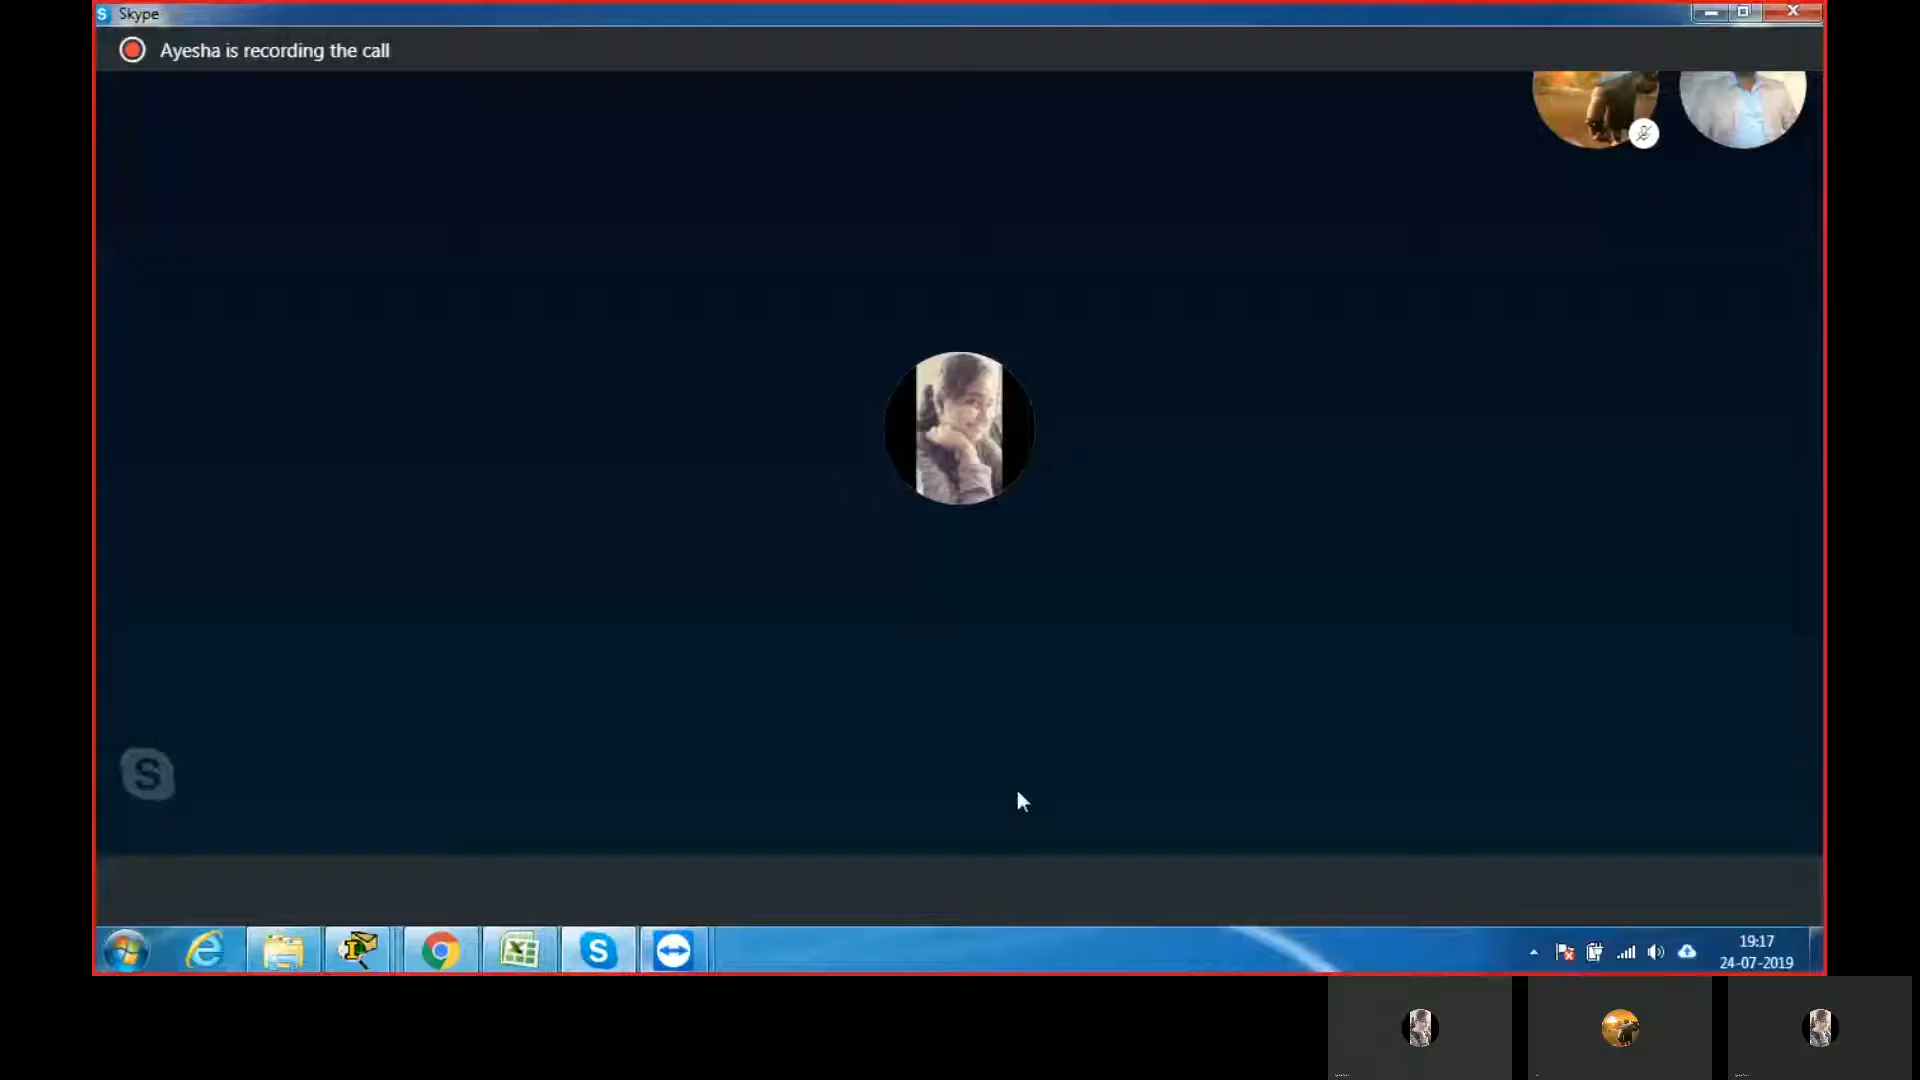 Skype
Ayesha is recording the call
19:17
24-07-2019